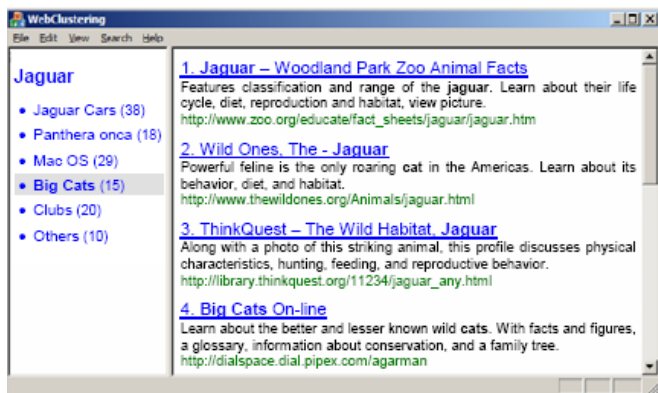 WebClustering
File Edit View Search Help
Jaguar
• Jaguar Cars (38)
• Panthera onca (18)
• Mac OS (29)
• Big Cats (15)
• Clubs (20)
• Others (10)
1. Jaguar – Woodland Park Zoo Animal Facts
Features classification and range of the jaguar. Learn about their life
cycle, diet, reproduction and habitat, view picture.
http://www.zoo.org/educate/fact_sheets/jaguar/jaguar.htm
2. Wild Ones, The - Jaguar
Powerful feline is the only roaring cat in the Americas. Learn about its
behavior, diet, and habitat.
http://www.thewildones.org/Animals/jaguar.html
3. ThinkQuest – The Wild Habitat, Jaguar
Along with a photo of this striking animal, this profile discusses physical
characteristics, hunting, feeding, and reproductive behavior.
http://library.thinkquest.org/11234/jaguar_any.html
4. Big Cats On-line
Learn about the better and lesser known wild cats. With facts and figures,
a glossary, information about conservation, and a family tree.
http://dialspace.dial.pipex.com/agarman